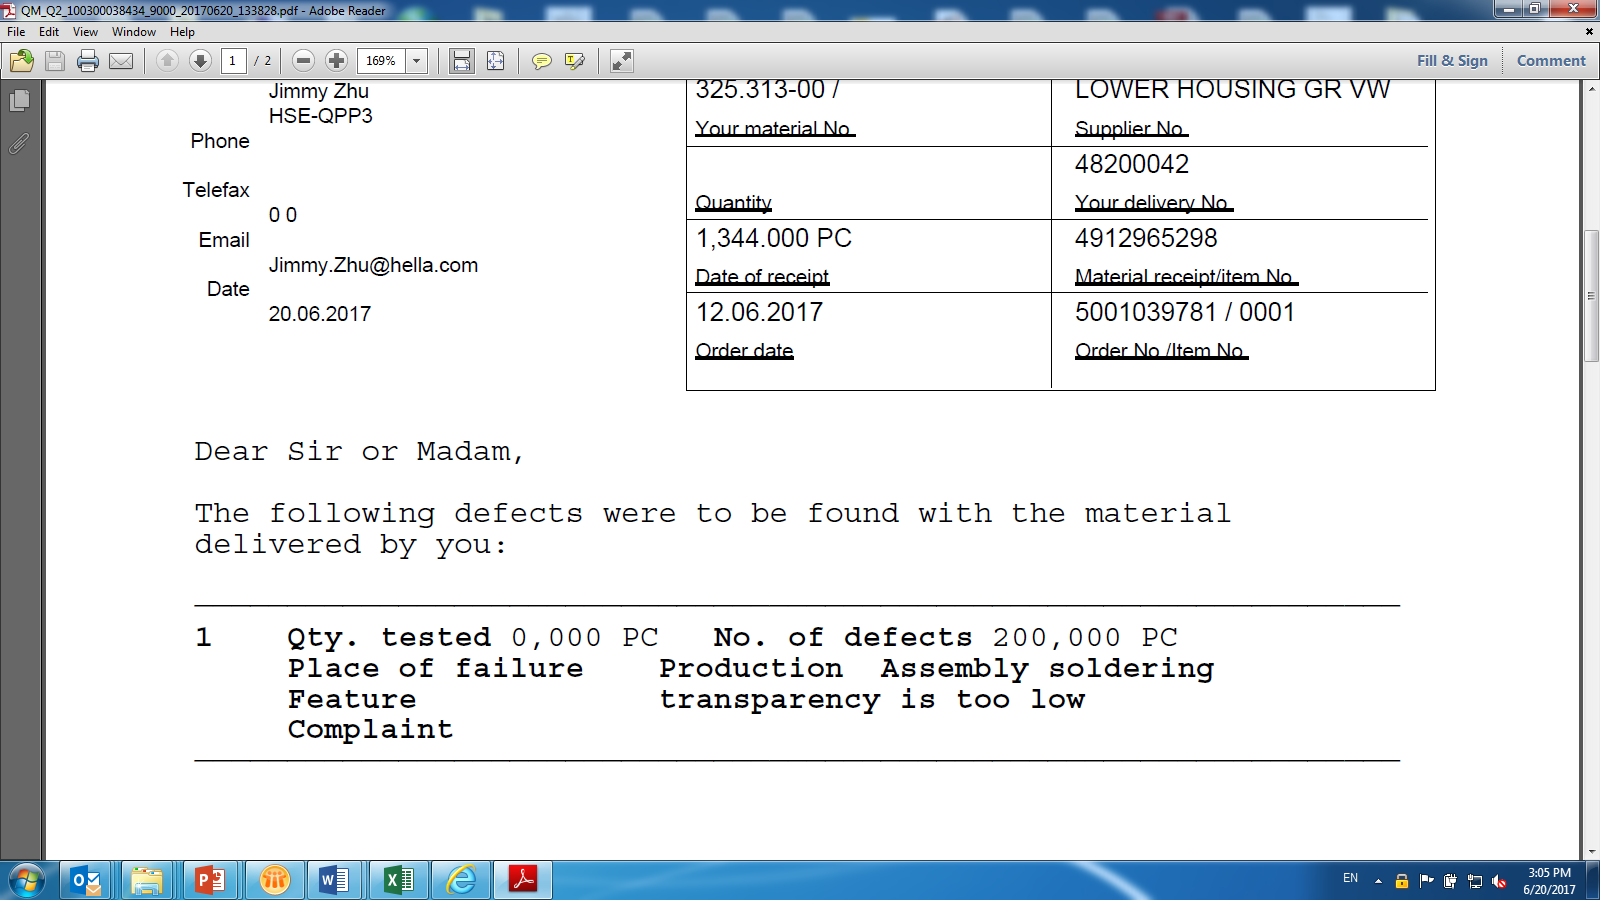 QM_Q2_100300038434_9000_20170620_133828.pdf - Adobe Reader
File Edit View Window Help
1 / 2 169% Fill & Sign Comment
Jimmy Zhu
HSE-QPP3
Phone
Telefax
0 0
Email
Jimmy.Zhu@hella.com
Date
20.06.2017
325.313-00 / LOWER HOUSING GR VW
Your material No. Supplier No.
48200042
Quantity Your delivery No.
1,344.000 PC 4912965298
Date of receipt Material receipt/item No.
12.06.2017 5001039781 / 0001
Order date Order No./Item No.
Dear Sir or Madam,
The following defects were to be found with the material
delivered by you:
1 Qty. tested 0,000 PC No. of defects 200,000 PC
Place of failure Production Assembly soldering
Feature transparency is too low
Complaint
EN 3:05 PM
6/20/2017